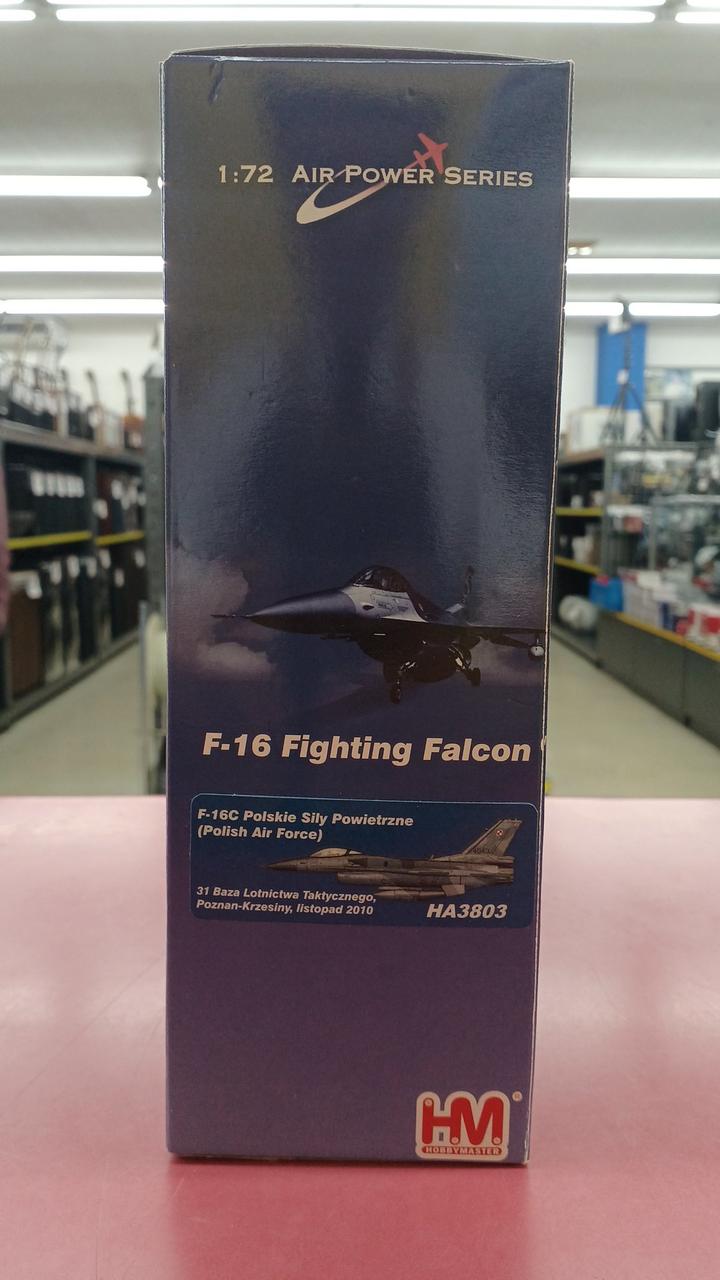 1:72 AIR POWER SERIES
F-16 Fighting Falcon
F-16C Polskie Sily Powietrzne
(Polish Air Force)
31 Baza Lotnictwa Taktycznego,
Poznan-Krzesiny, listopad 2010
HA3803
HM
HOBBYMASTER
®